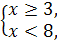 x ≥ 3,
x < 8,